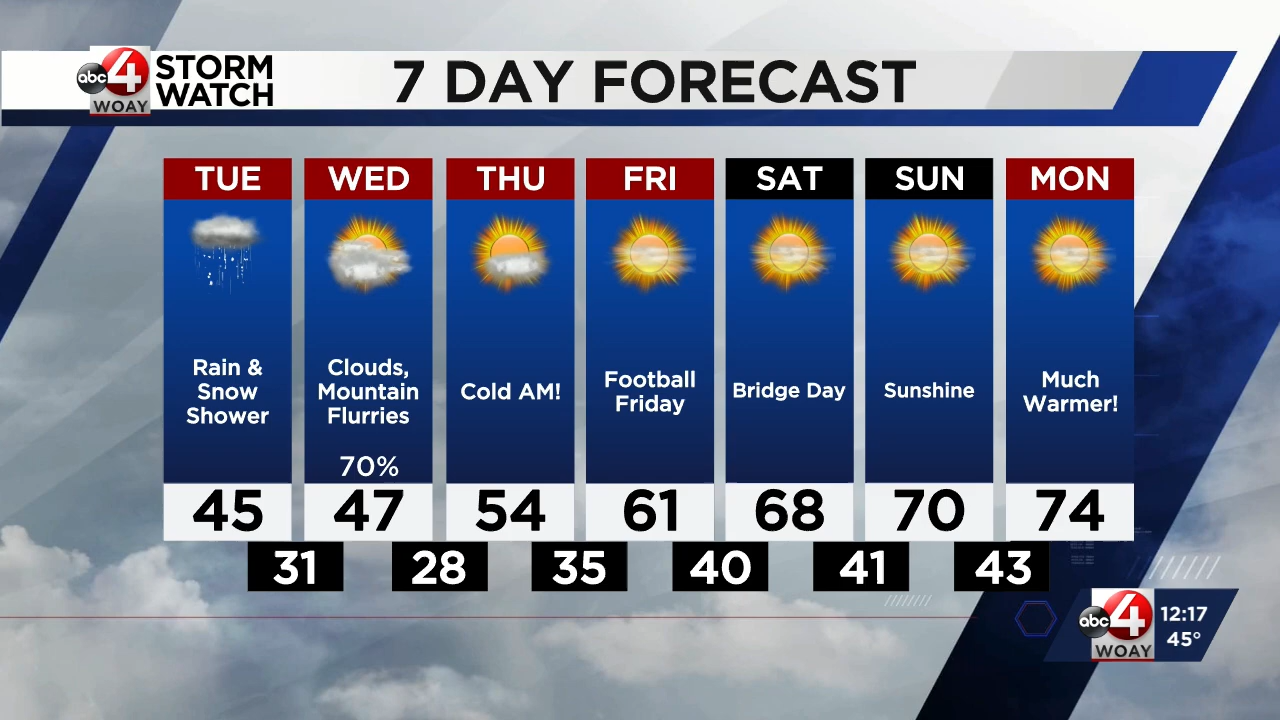 abc 4 WOAY
STORM
WATCH
7 DAY FORECAST
TUE
Rain &
Snow
Shower
45
31
WED
Clouds,
Mountain
Flurries
70%
47
28
THU
Cold AM!
54
35
FRI
Football
Friday
61
40
SAT
Bridge Day
68
41
SUN
Sunshine
70
43
MON
Much
Warmer!
74
abc 4 WOAY
12:17
45°